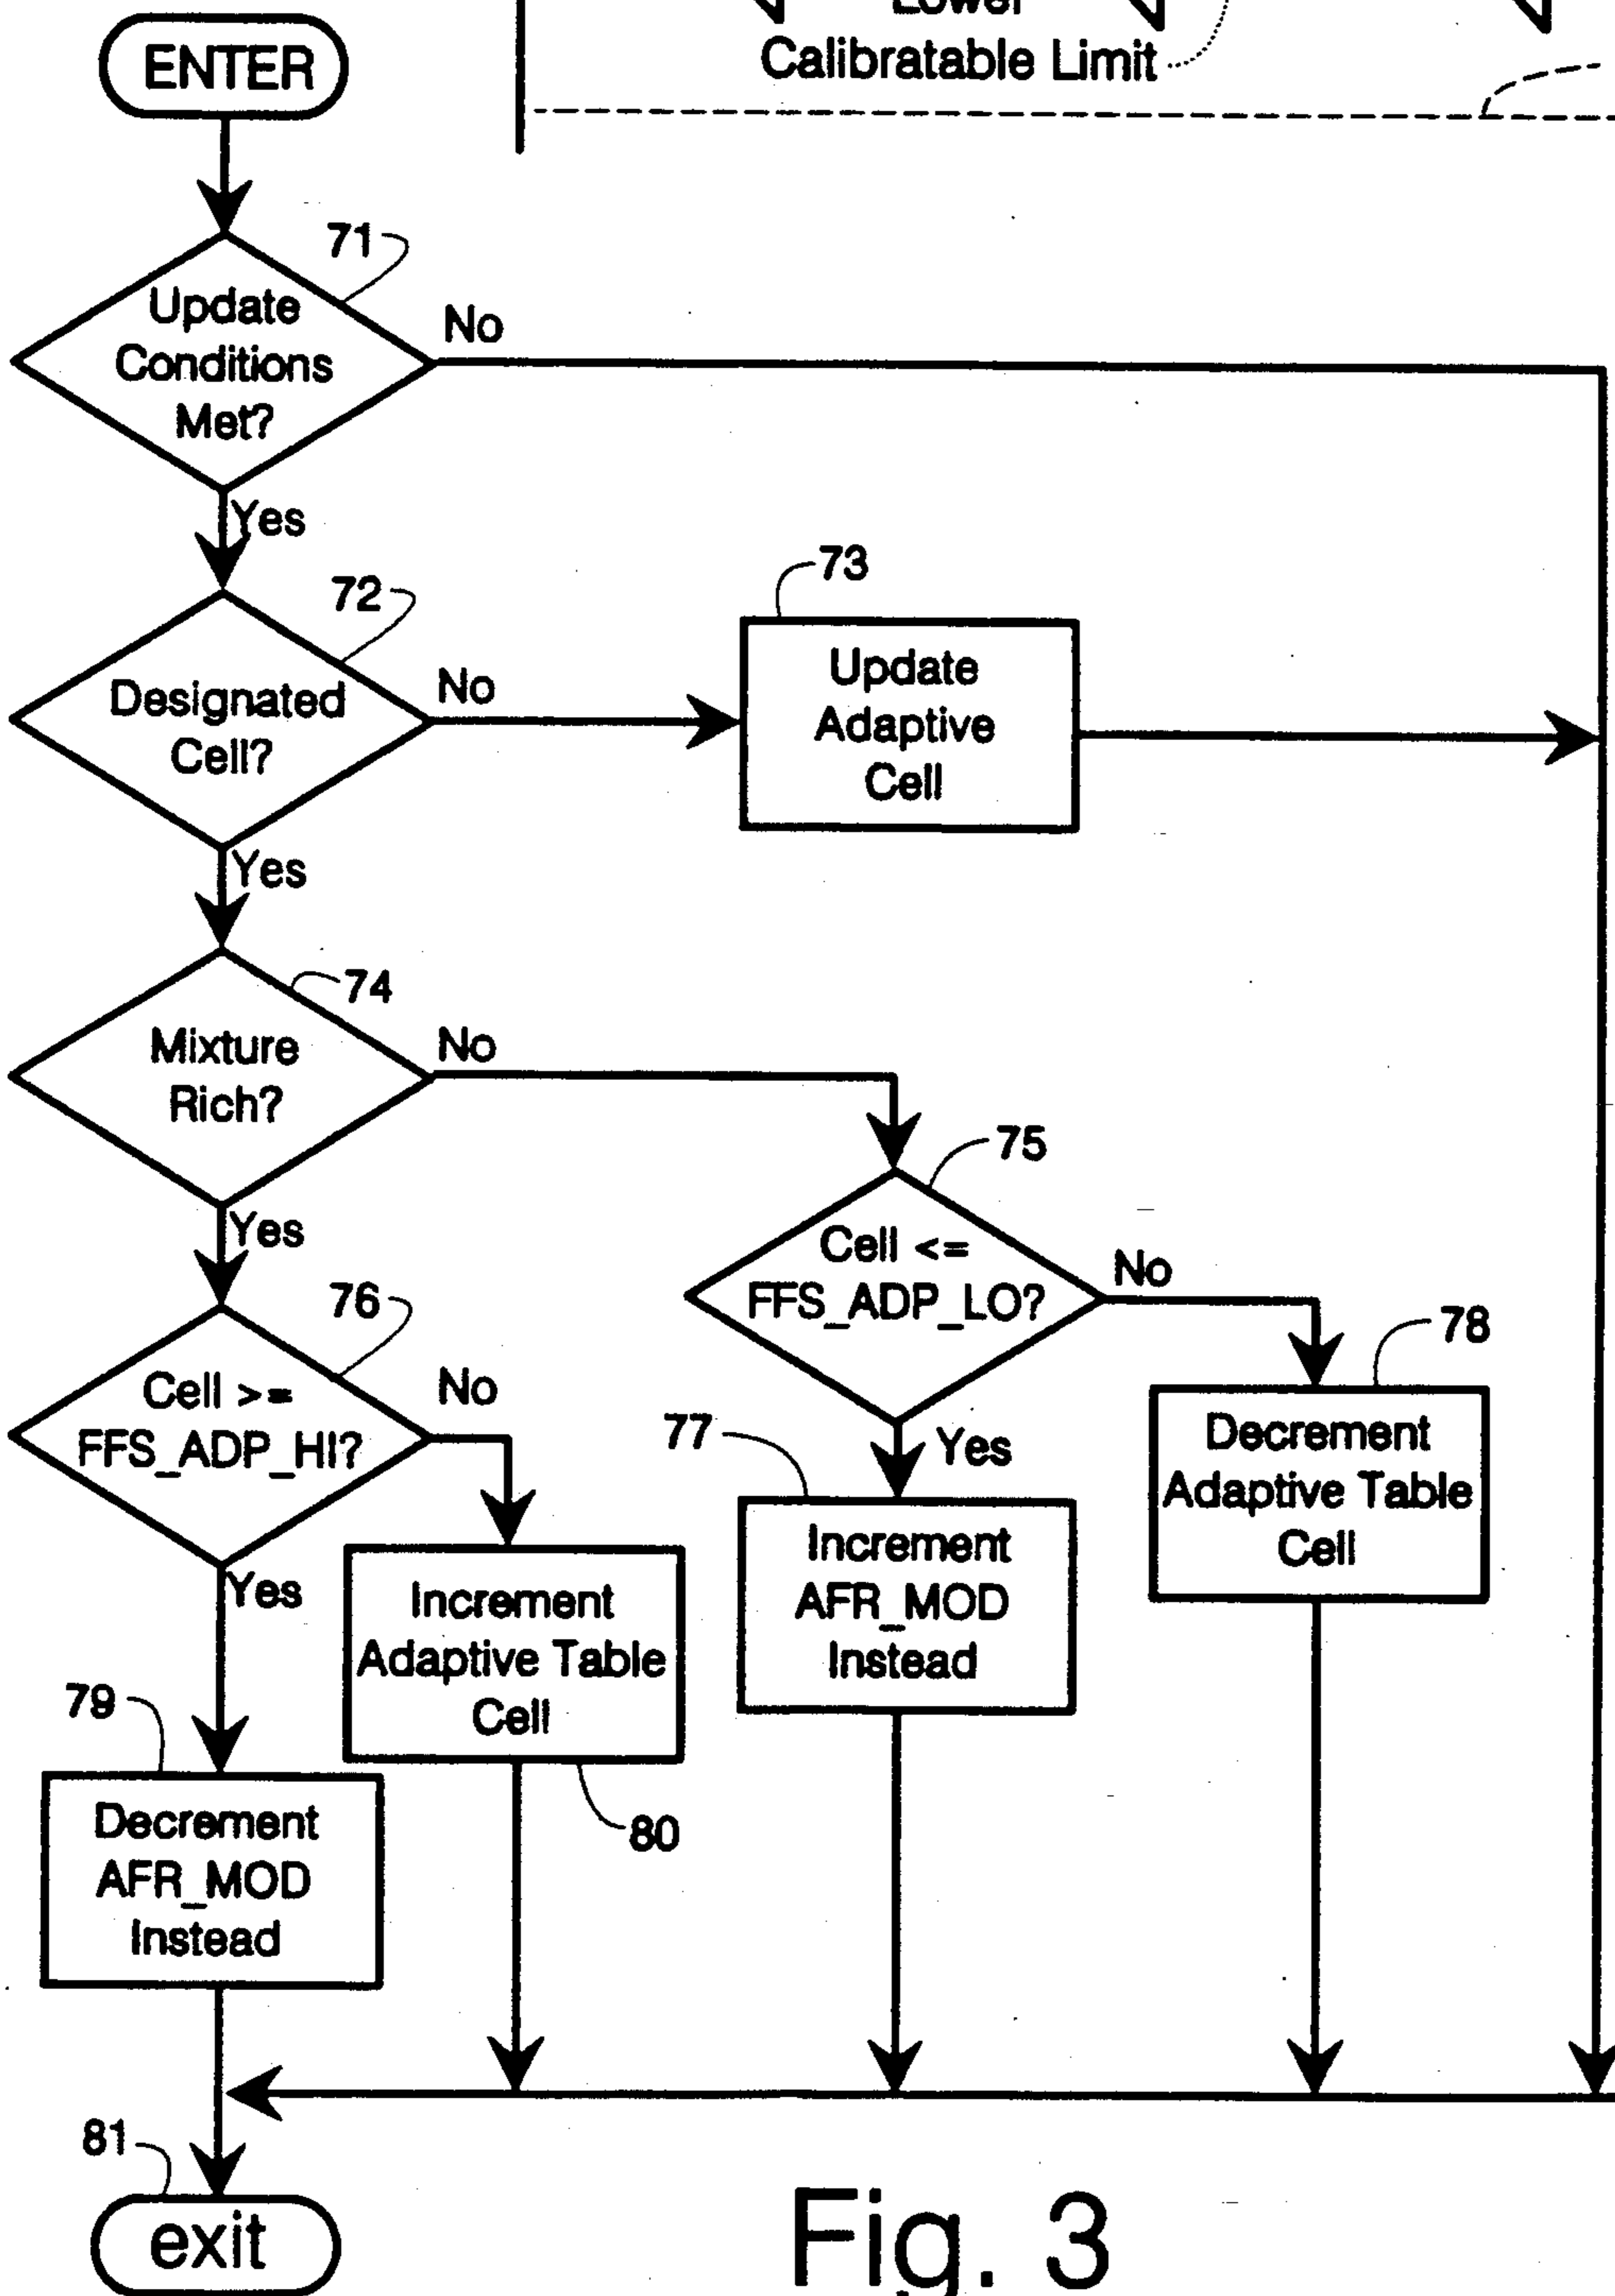 Lower
Calibratable Limit
ENTER
71
Update
Conditions
Met?
No
Yes
72
Designated
Cell?
No
73
Update
Adaptive
Cell
Yes
74
Mixture
Rich?
No
Yes
75
Cell <=
FFS_ADP_LO?
No
Yes
76
Cell >=
FFS_ADP_HI?
No
Yes
77
Increment
AFR_MOD
Instead
78
Decrement
Adaptive Table
Cell
79
Decrement
AFR_MOD
Instead
Increment
Adaptive Table
Cell
80
81
exit
Fig. 3